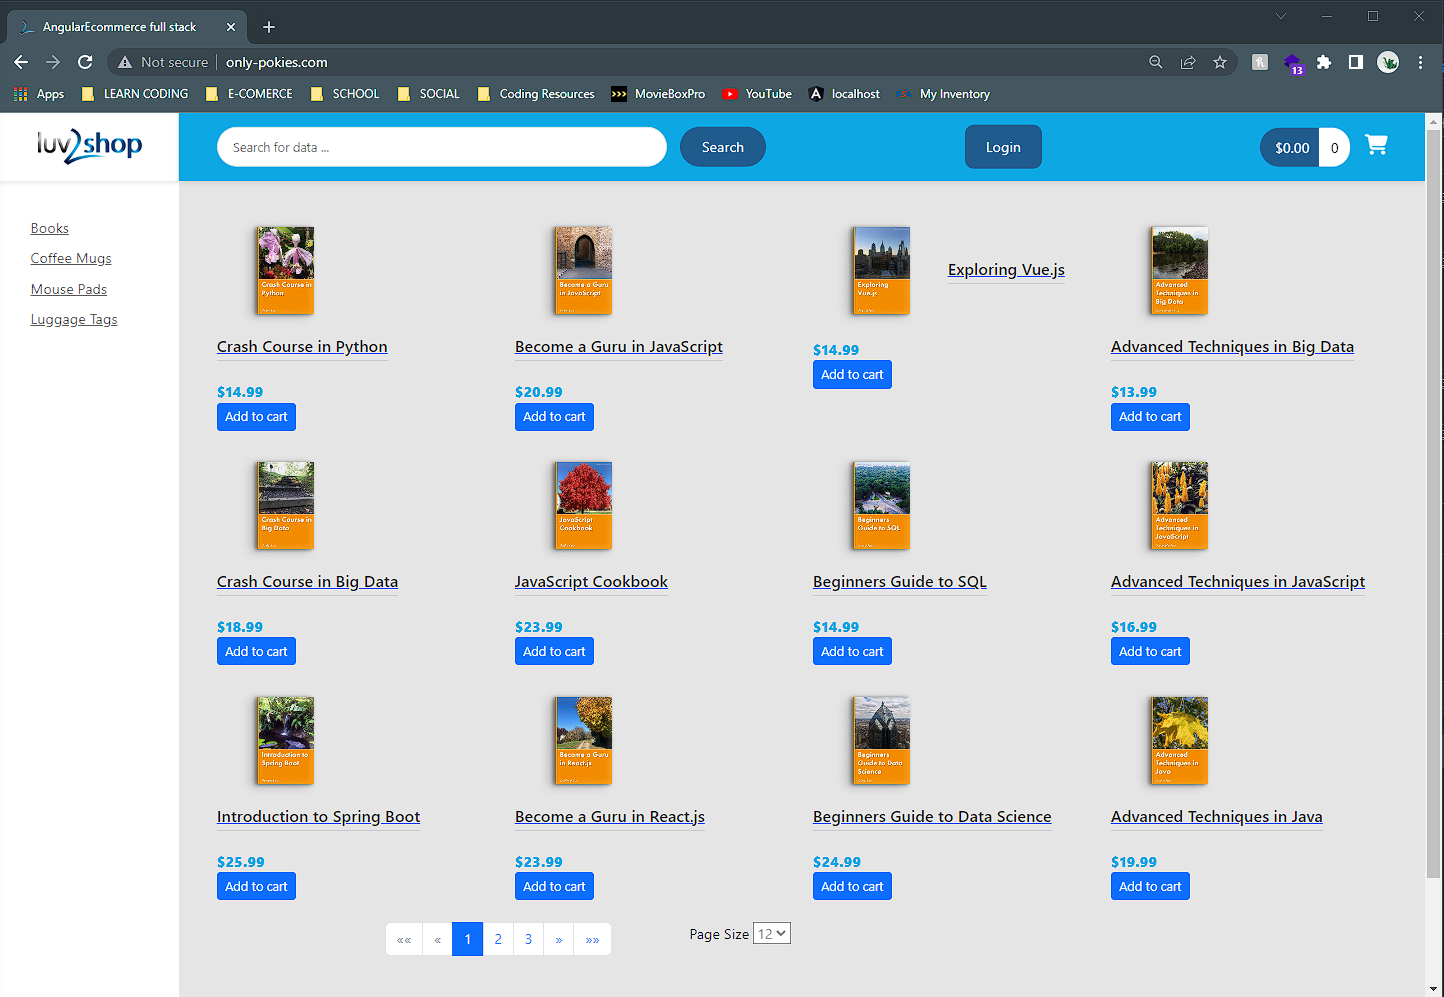 AngularEcommerce full stack
Not secure only-pokies.com
13
Apps LEARN CODING E-COMERCE SCHOOL SOCIAL Coding Resources MovieBoxPro YouTube localhost My Inventory
luv2shop
Search for data ... Search Login $0.00 0
Books
Coffee Mugs
Mouse Pads
Luggage Tags
Crash Course in
Python
Become a Guru
in JavaScript
Exploring
Vue.js
Exploring Vue.js
Advanced
Techniques in
Big Data
Crash Course in Python Become a Guru in JavaScript Advanced Techniques in Big Data
$14.99
$14.99 $20.99 $13.99
Add to cart
Add to cart Add to cart Add to cart
Crash Course in
Big Data
JavaScript
Cookbook
Beginners
Guide to SQL
Advanced
Techniques in
JavaScript
Crash Course in Big Data JavaScript Cookbook Beginners Guide to SQL Advanced Techniques in JavaScript
$18.99 $23.99 $14.99 $16.99
Add to cart Add to cart Add to cart Add to cart
Introduction to
Spring Boot
Become a Guru
in React.js
Beginners
Guide to Data
Science
Advanced
Techniques in
Java
Introduction to Spring Boot Become a Guru in React.js Beginners Guide to Data Science Advanced Techniques in Java
$25.99 $23.99 $24.99 $19.99
Add to cart Add to cart Add to cart Add to cart
«« « 1 2 3 » »» Page Size 12